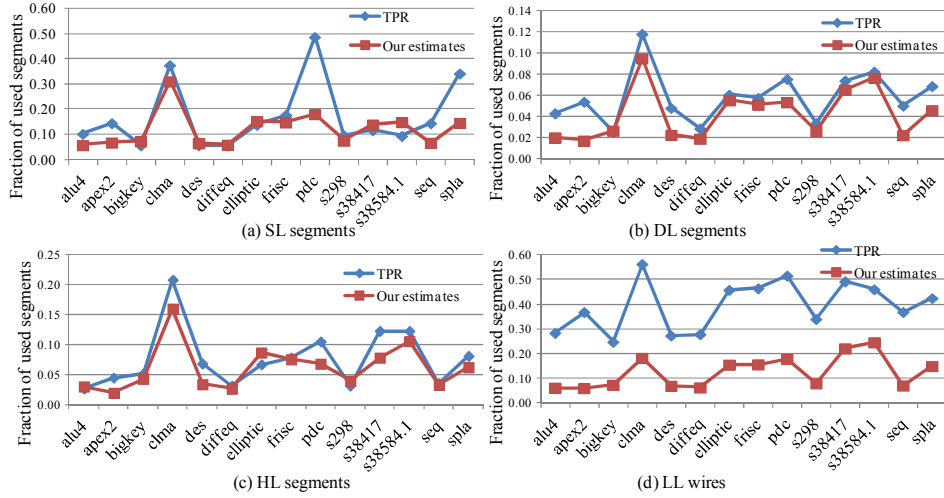 Fraction of used segments
0.60
0.50
0.40
0.30
0.20
0.10
0.00
TPR
Our estimates
alu4
apex2
bigkey
clma
des
diffeq
elliptic
frisc
pdc
s298
s38417
s38584.1
seq
spla
(a) SL segments
Fraction of used segments
0.14
0.12
0.10
0.08
0.06
0.04
0.02
0.00
TPR
Our estimates
alu4
apex2
bigkey
clma
des
diffeq
elliptic
frisc
pdc
s298
s38417
s38584.1
seq
spla
(b) DL segments
Fraction of used segments
0.25
0.20
0.15
0.10
0.05
0.00
TPR
Our estimates
alu4
apex2
bigkey
clma
des
diffeq
elliptic
frisc
pdc
s298
s38417
s38584.1
seq
spla
(c) HL segments
Fraction of used segments
0.60
0.50
0.40
0.30
0.20
0.10
0.00
TPR
Our estimates
alu4
apex2
bigkey
clma
des
diffeq
elliptic
frisc
pdc
s298
s38417
s38584.1
seq
spla
(d) LL wires